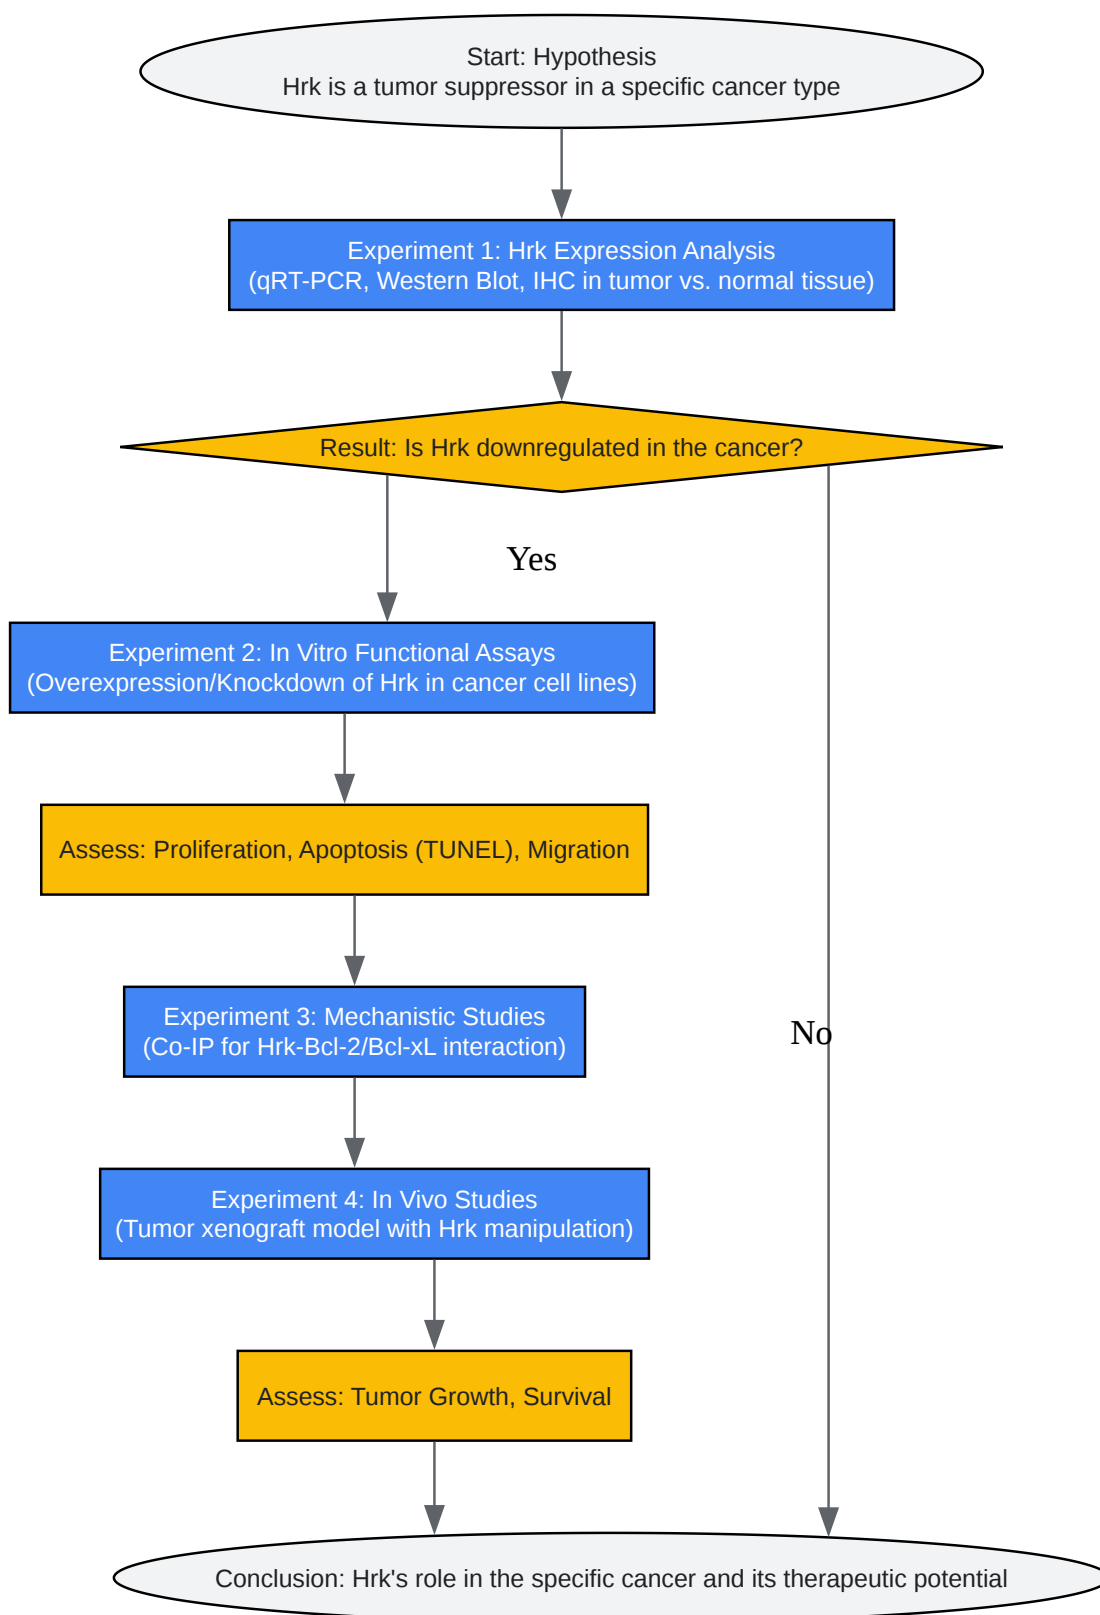 Start: Hypothesis
Hrk is a tumor suppressor in a specific cancer type
Experiment 1: Hrk Expression Analysis
(qRT-PCR, Western Blot, IHC in tumor vs. normal tissue)
Result: Is Hrk downregulated in the cancer?
Yes
Experiment 2: In Vitro Functional Assays
(Overexpression/Knockdown of Hrk in cancer cell lines)
Assess: Proliferation, Apoptosis (TUNEL), Migration
Experiment 3: Mechanistic Studies
(Co-IP for Hrk-Bcl-2/Bcl-xL interaction)
No
Experiment 4: In Vivo Studies
(Tumor xenograft model with Hrk manipulation)
Assess: Tumor Growth, Survival
Conclusion: Hrk's role in the specific cancer and its therapeutic potential